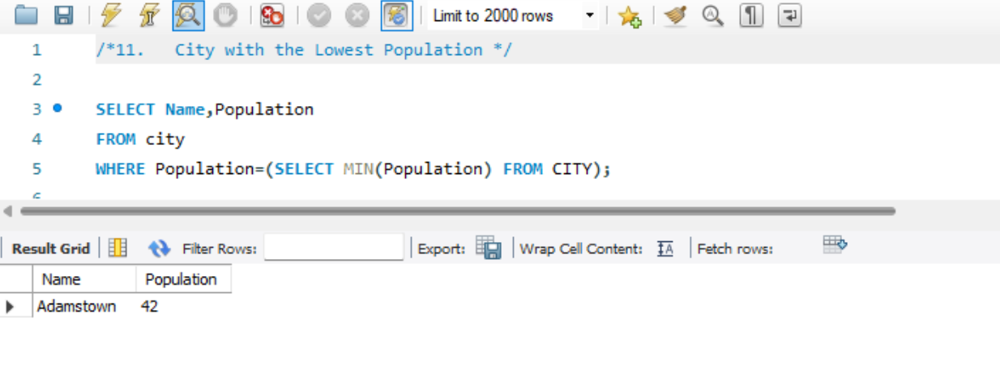 Limit to 2000 rows
1 /*11. City with the Lowest Population */
2
3 SELECT Name,Population
4 FROM city
5 WHERE Population=(SELECT MIN(Population) FROM CITY);
Result Grid Filter Rows: Export: Wrap Cell Content: IA Fetch rows:
Name Population
Adamstown 42